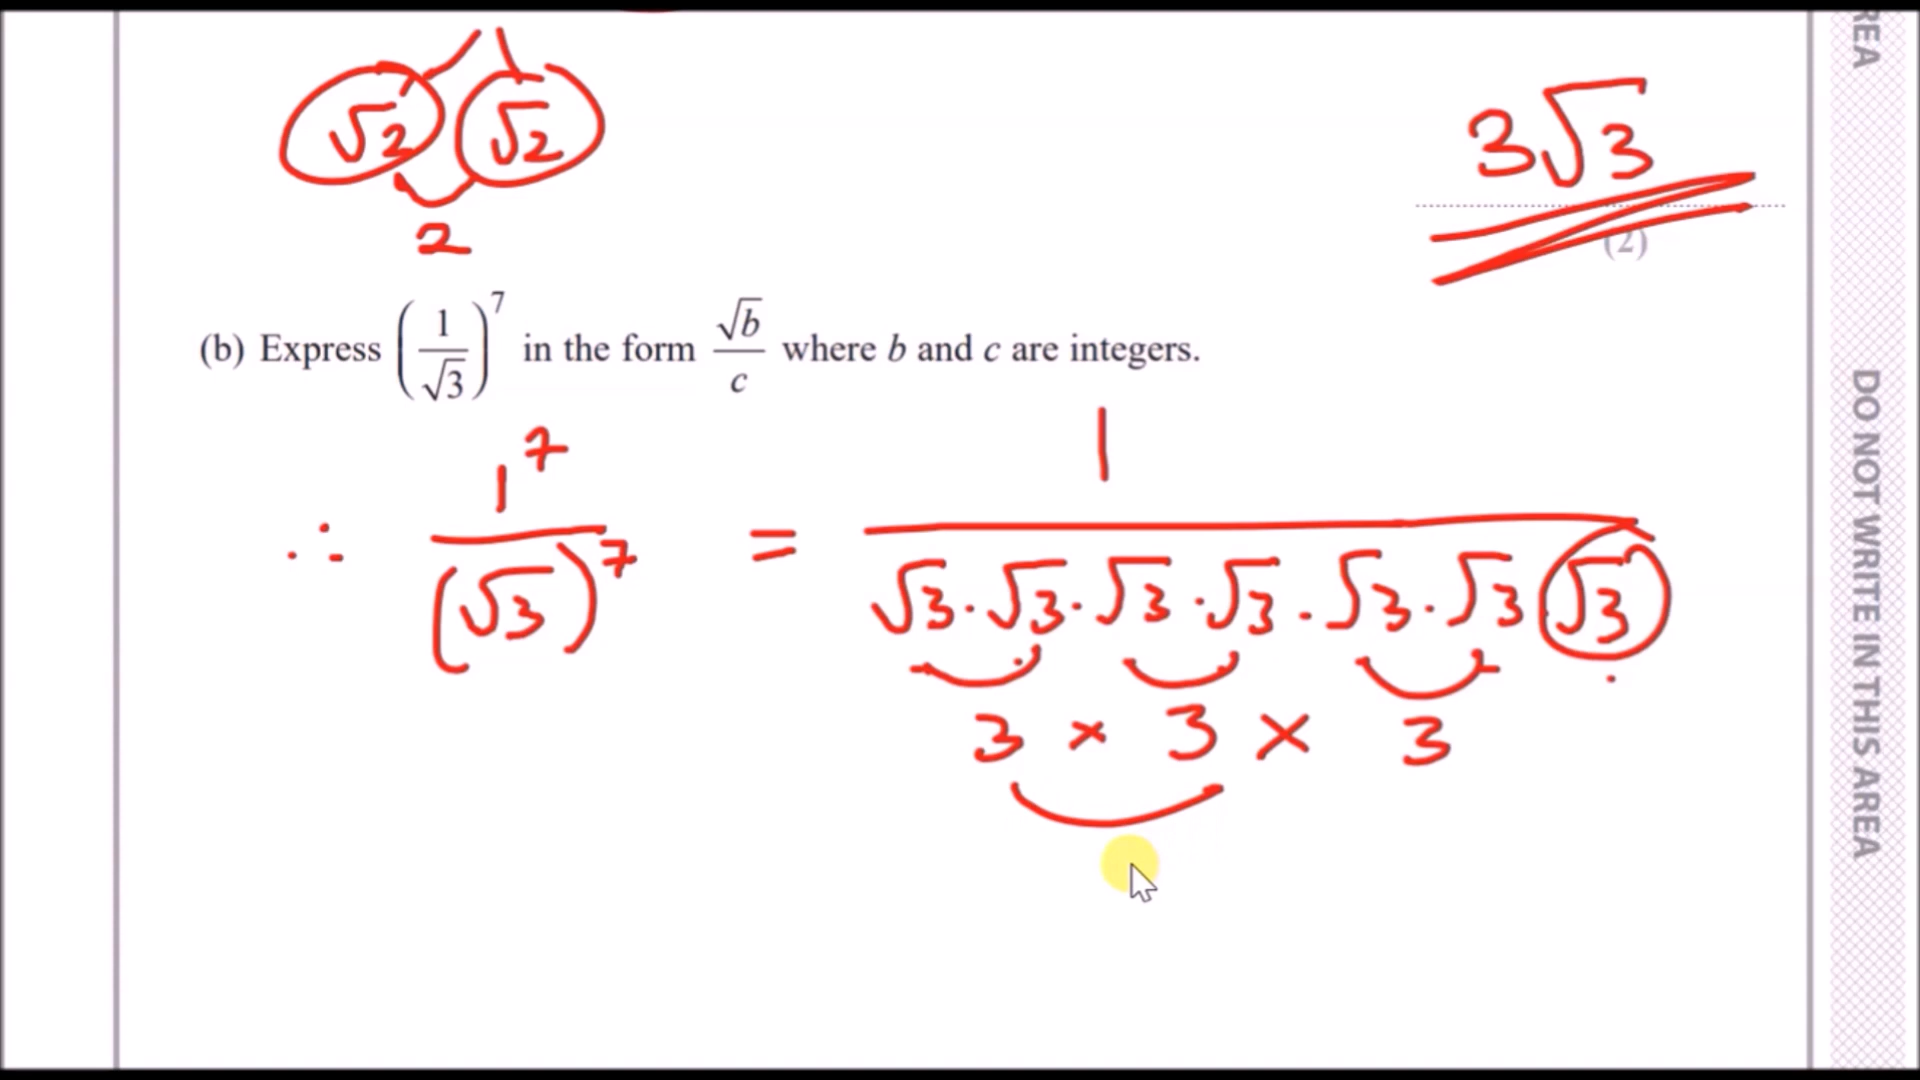 √2 √2
2
3√3
(2)
(b) Express (1/√3)^7 in the form √b/c where b and c are integers.
∴ 1^7/(√3)^7 = 1/(√3·√3·√3·√3·√3·√3 √3)
3 × 3 × 3
REA
DO NOT WRITE IN THIS AREA